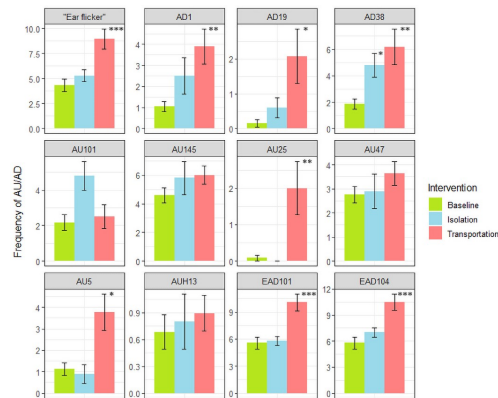 "Ear flicker" AD1 AD19 AD38
10.0 *** 4 ** 2 * 6 **
7.5 3 *
5.0 2 1 4
2.5 1 2
0.0 0 0 0
AU101 AU145 AU25 AU47
4 6 2 ** 4
2 4 1 3
2 2
1
0 0 0 0
AU5 AUH13 EAD101 EAD104
4 * 0.9 9 *** 12 ***
3 0.6 6 9
2 6
1 0.3 3 3
0 0.0 0 0
Frequency of AU/AD
Intervention
Baseline
Isolation
Transportation